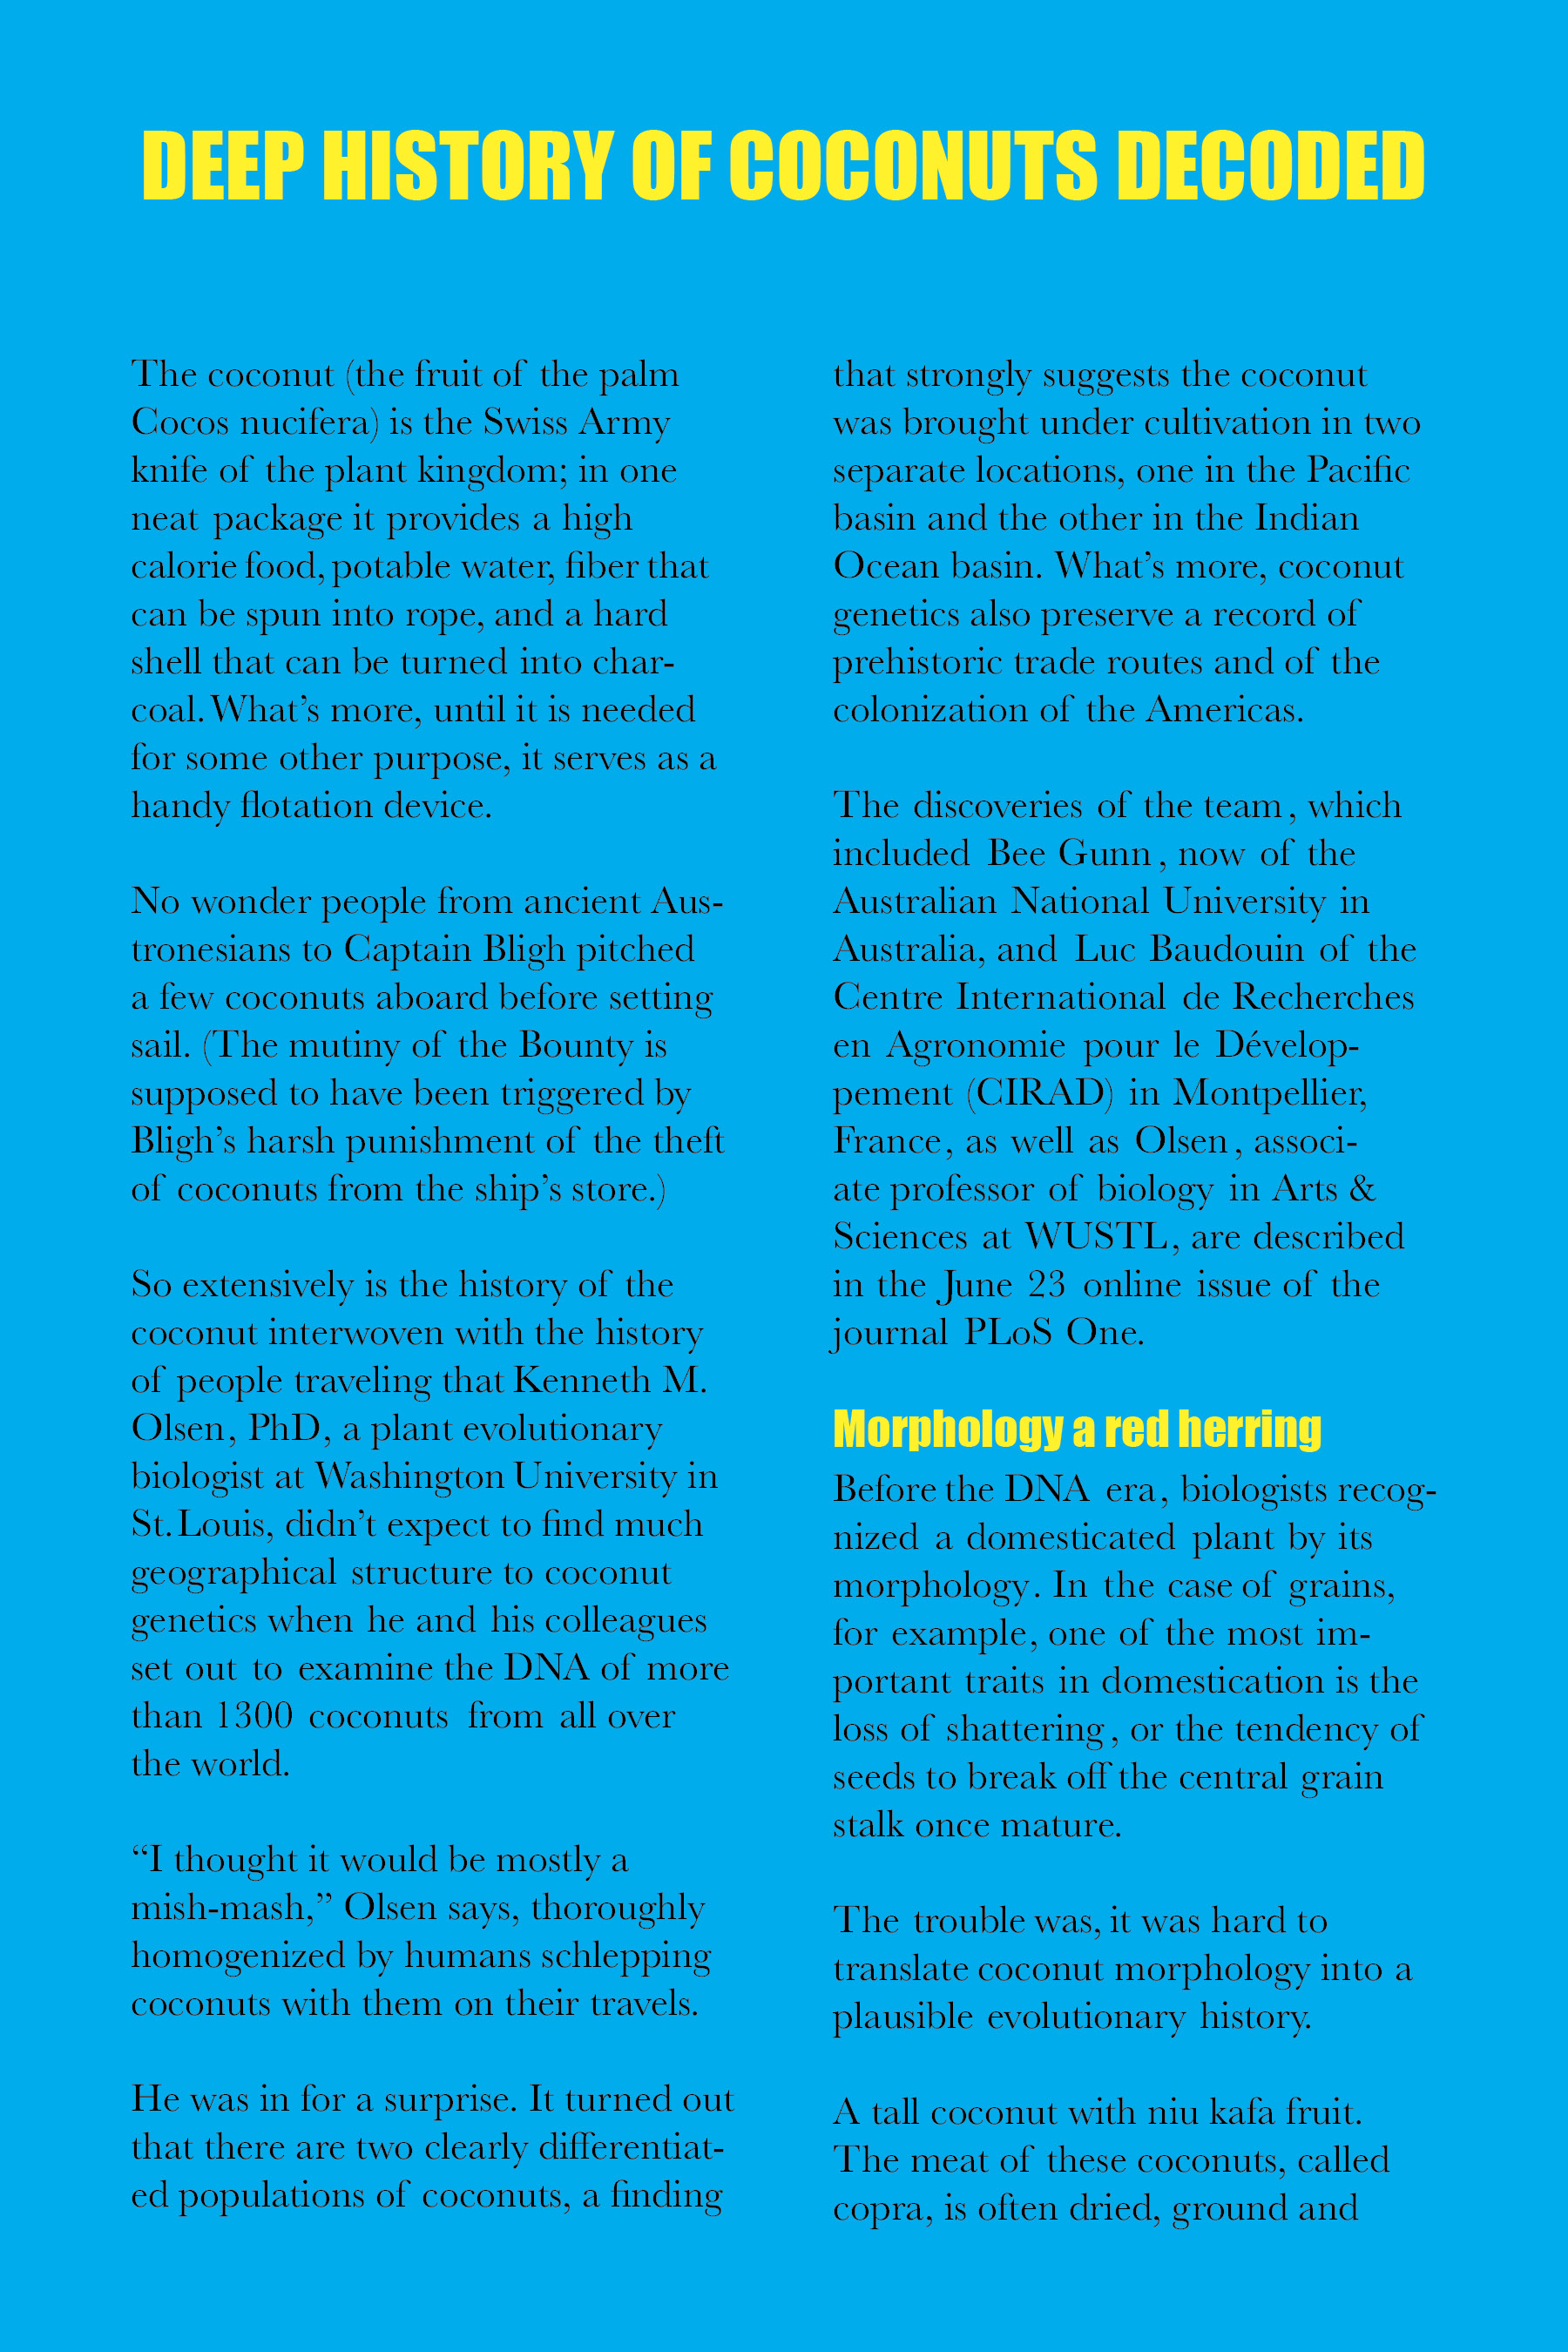 DEEP HISTORY OF COCONUTS DECODED
The coconut (the fruit of the palm
Cocos nucifera) is the Swiss Army
knife of the plant kingdom; in one
neat package it provides a high
calorie food, potable water, fiber that
can be spun into rope, and a hard
shell that can be turned into char-
coal. What’s more, until it is needed
for some other purpose, it serves as a
handy flotation device.
No wonder people from ancient Aus-
tronesians to Captain Bligh pitched
a few coconuts aboard before setting
sail. (The mutiny of the Bounty is
supposed to have been triggered by
Bligh’s harsh punishment of the theft
of coconuts from the ship’s store.)
So extensively is the history of the
coconut interwoven with the history
of people traveling that Kenneth M.
Olsen, PhD, a plant evolutionary
biologist at Washington University in
St. Louis, didn’t expect to find much
geographical structure to coconut
genetics when he and his colleagues
set out to examine the DNA of more
than 1300 coconuts from all over
the world.
“I thought it would be mostly a
mish-mash,” Olsen says, thoroughly
homogenized by humans schlepping
coconuts with them on their travels.
He was in for a surprise. It turned out
that there are two clearly differentiat-
ed populations of coconuts, a finding
that strongly suggests the coconut
was brought under cultivation in two
separate locations, one in the Pacific
basin and the other in the Indian
Ocean basin. What’s more, coconut
genetics also preserve a record of
prehistoric trade routes and of the
colonization of the Americas.
The discoveries of the team, which
included Bee Gunn, now of the
Australian National University in
Australia, and Luc Baudouin of the
Centre International de Recherches
en Agronomie pour le Dévelop-
pement (CIRAD) in Montpellier,
France, as well as Olsen, associ-
ate professor of biology in Arts &
Sciences at WUSTL, are described
in the June 23 online issue of the
journal PLoS One.
Morphology a red herring
Before the DNA era, biologists recog-
nized a domesticated plant by its
morphology. In the case of grains,
for example, one of the most im-
portant traits in domestication is the
loss of shattering, or the tendency of
seeds to break off the central grain
stalk once mature.
The trouble was, it was hard to
translate coconut morphology into a
plausible evolutionary history.
A tall coconut with niu kafa fruit.
The meat of these coconuts, called
copra, is often dried, ground and